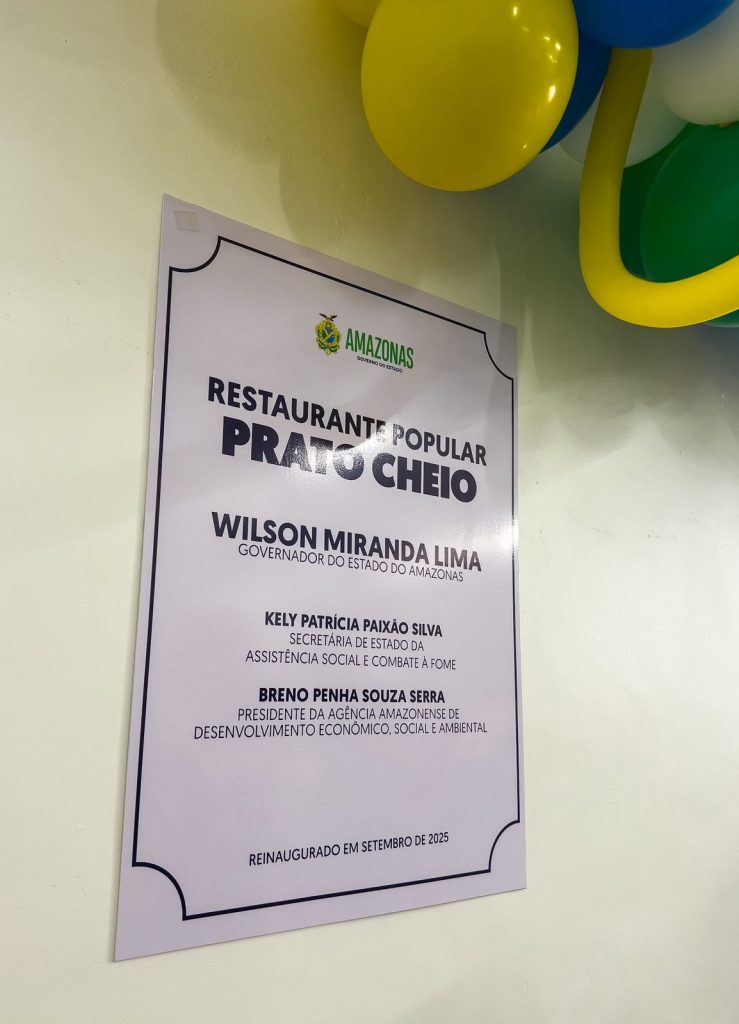 AMAZONAS
GOVERNO DO ESTADO
RESTAURANTE POPULAR
PRATO CHEIO
WILSON MIRANDA LIMA
GOVERNADOR DO ESTADO DO AMAZONAS
KELY PATRÍCIA PAIXÃO SILVA
SECRETÁRIA DE ESTADO DA
ASSISTÊNCIA SOCIAL E COMBATE À FOME
BRENO PENHA SOUZA SERRA
PRESIDENTE DA AGÊNCIA AMAZONENSE DE
DESENVOLVIMENTO ECONÔMICO, SOCIAL E AMBIENTAL
REINAUGURADO EM SETEMBRO DE 2025